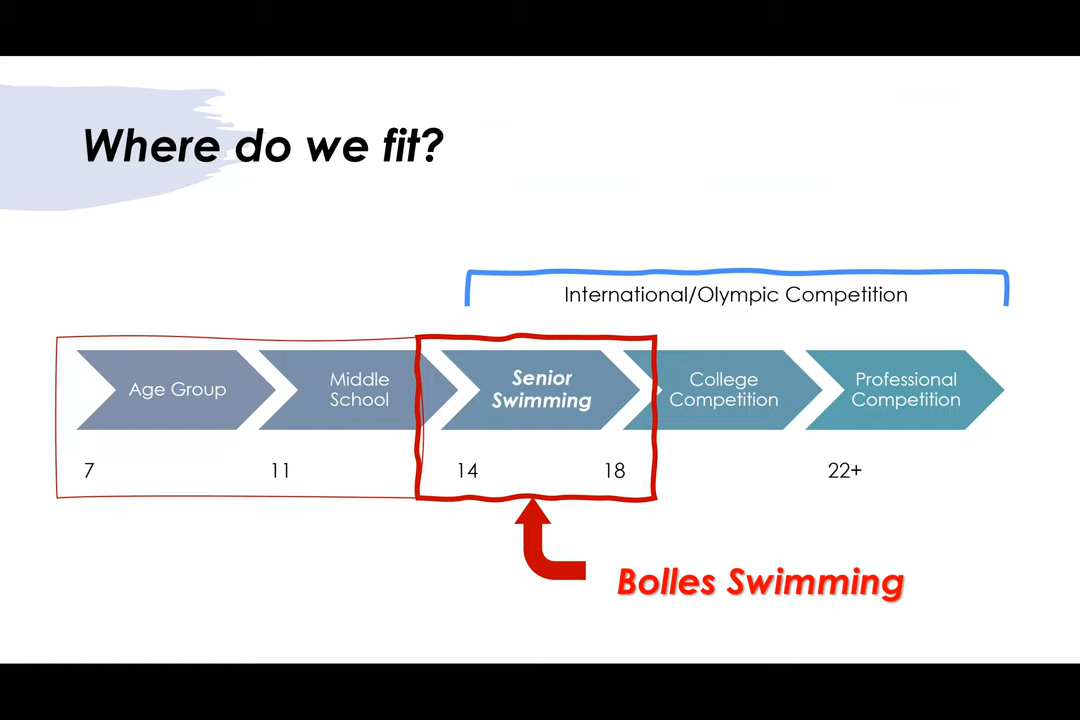 Where do we fit?
International/Olympic Competition
Age Group
Middle
School
Senior
Swimming
College
Competition
Professional
Competition
7
11
14
18
22+
Bolles Swimming